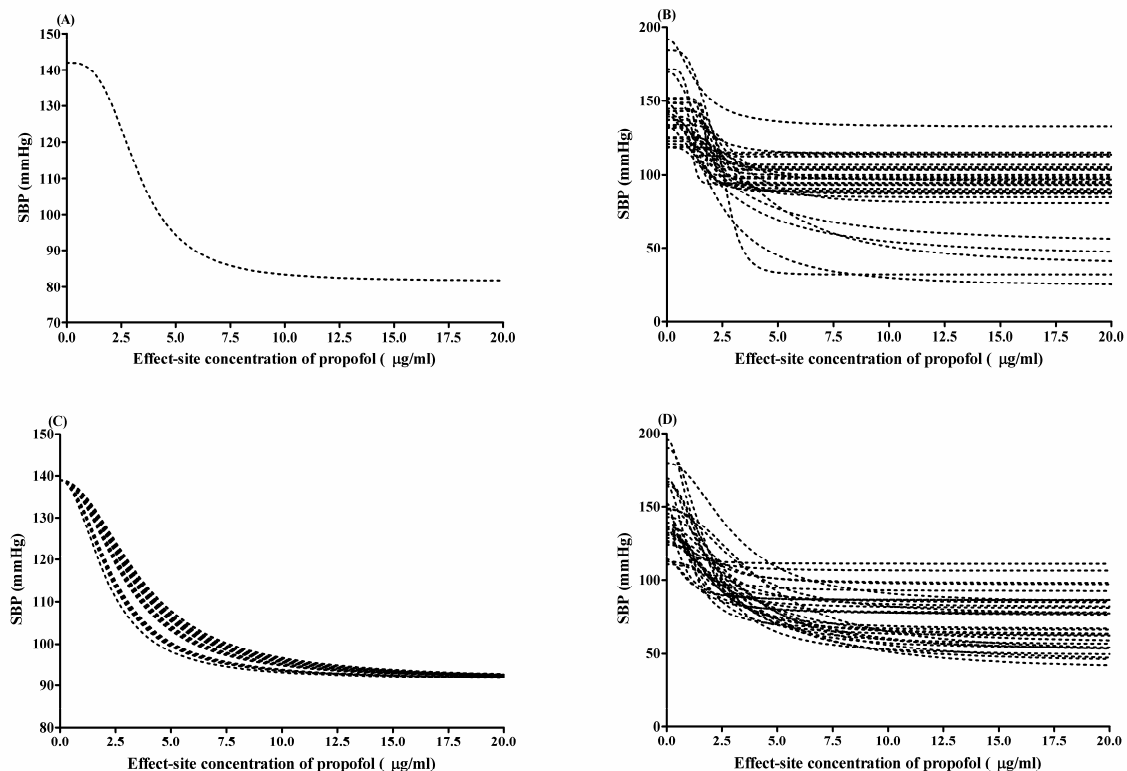 (A)
150
140
130
120
110
100
90
80
70
SBP (mmHg)
0.0 2.5 5.0 7.5 10.0 12.5 15.0 17.5 20.0
Effect-site concentration of propofol ( μg/ml)
(B)
200
150
100
50
0
SBP (mmHg)
0.0 2.5 5.0 7.5 10.0 12.5 15.0 17.5 20.0
Effect-site concentration of propofol ( μg/ml)
(C)
150
140
130
120
110
100
90
80
SBP (mmHg)
0.0 2.5 5.0 7.5 10.0 12.5 15.0 17.5 20.0
Effect-site concentration of propofol ( μg/ml)
(D)
200
150
100
50
0
SBP (mmHg)
0.0 2.5 5.0 7.5 10.0 12.5 15.0 17.5 20.0
Effect-site concentration of propofol ( μg/ml)